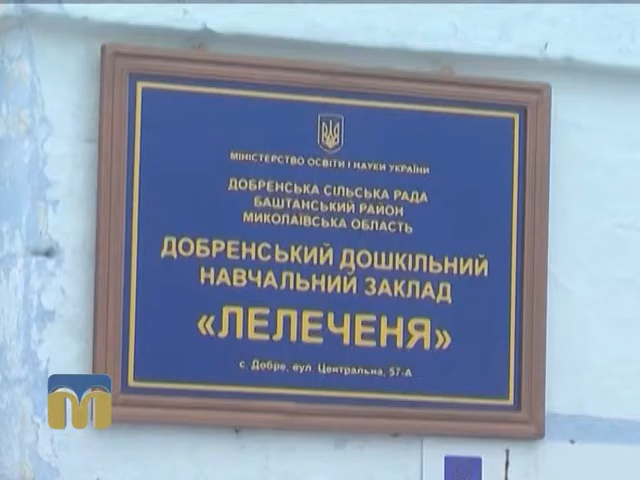 МІНІСТЕРСТВО ОСВІТИ І НАУКИ УКРАЇНИ
ДОБРЕНСЬКА СІЛЬСЬКА РАДА
БАШТАНСЬКИЙ РАЙОН
МИКОЛАЇВСЬКА ОБЛАСТЬ
ДОБРЕНСЬКИЙ ДОШКІЛЬНИЙ
НАВЧАЛЬНИЙ ЗАКЛАД
«ЛЕЛЕЧЕНЯ»
с. Добре, вул. Центральна, 57-А
М